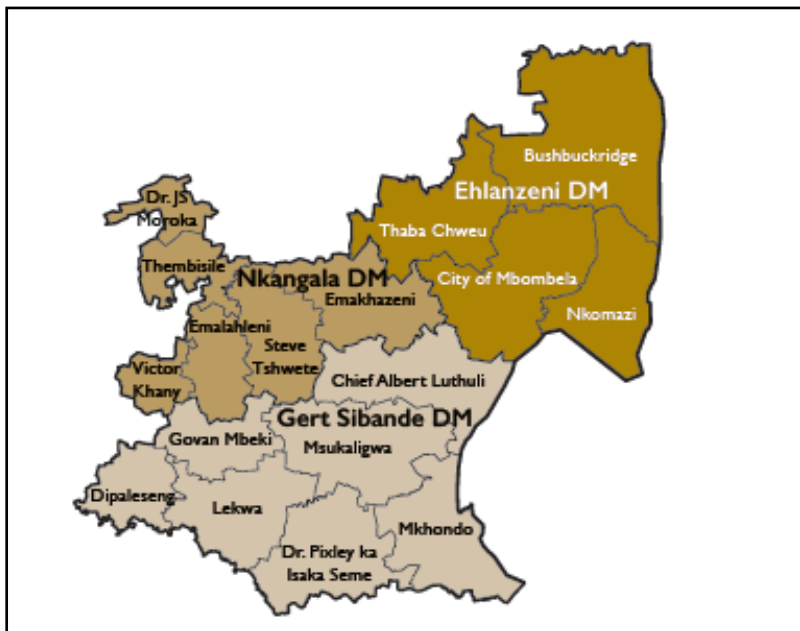 Bushbuckridge
Ehlanzeni DM
Dr. JS
Moroka
Thaba Chweu
Thembisile
Nkangala DM
City of Mbombela
Emakhazeni
Nkomazi
Emalahleni
Steve
Tshwete
Victor
Khany
Chief Albert Luthuli
Gert Sibande DM
Govan Mbeki
Msukaligwa
Dipaleseng
Lekwa
Mkhondo
Dr. Pixley ka
Isaka Seme